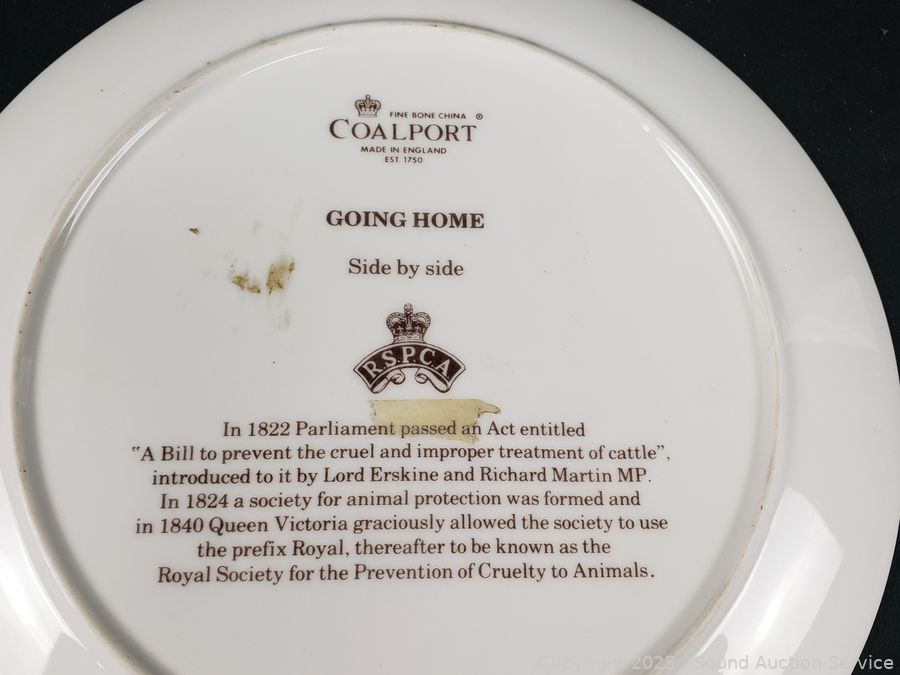 FINE BONE CHINA ®
COALPORT
MADE IN ENGLAND
EST. 1750
GOING HOME
Side by side
R.S.P.C.A
In 1822 Parliament passed an Act entitled
"A Bill to prevent the cruel and improper treatment of cattle",
introduced to it by Lord Erskine and Richard Martin MP.
In 1824 a society for animal protection was formed and
in 1840 Queen Victoria graciously allowed the society to use
the prefix Royal, thereafter to be known as the
Royal Society for the Prevention of Cruelty to Animals.
Copyright 2025 Sound Auction Service